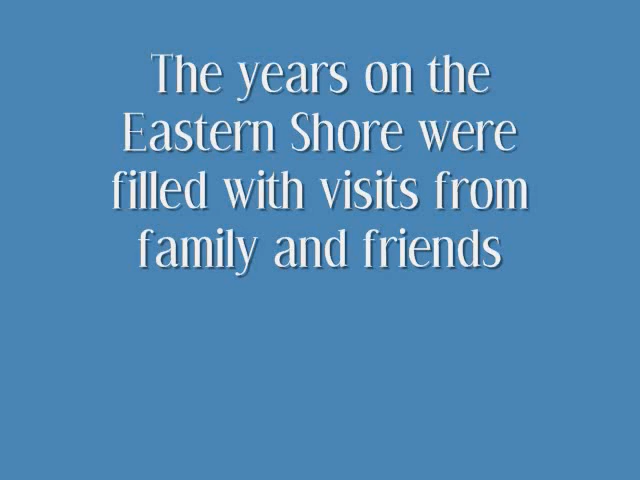 The years on the
Eastern Shore were
filled with visits from
family and friends